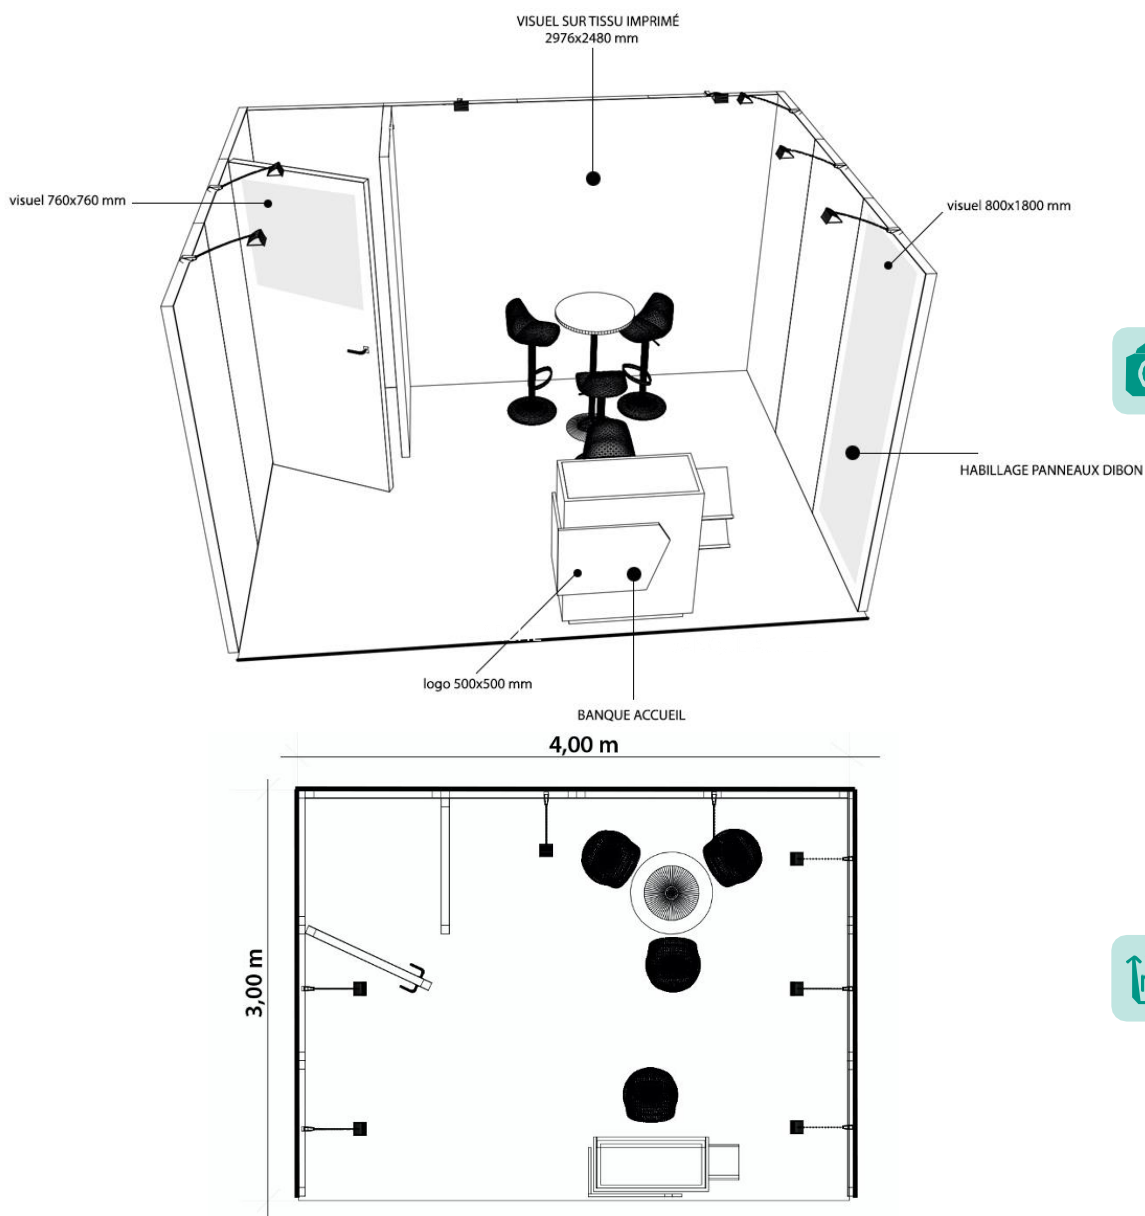 VISUEL SUR TISSU IMPRIMÉ
2976x2480 mm
visuel 760x760 mm
visuel 800x1800 mm
HABILLAGE PANNEAUX DIBON
logo 500x500 mm
BANQUE ACCUEIL
4,00 m
3,00 m